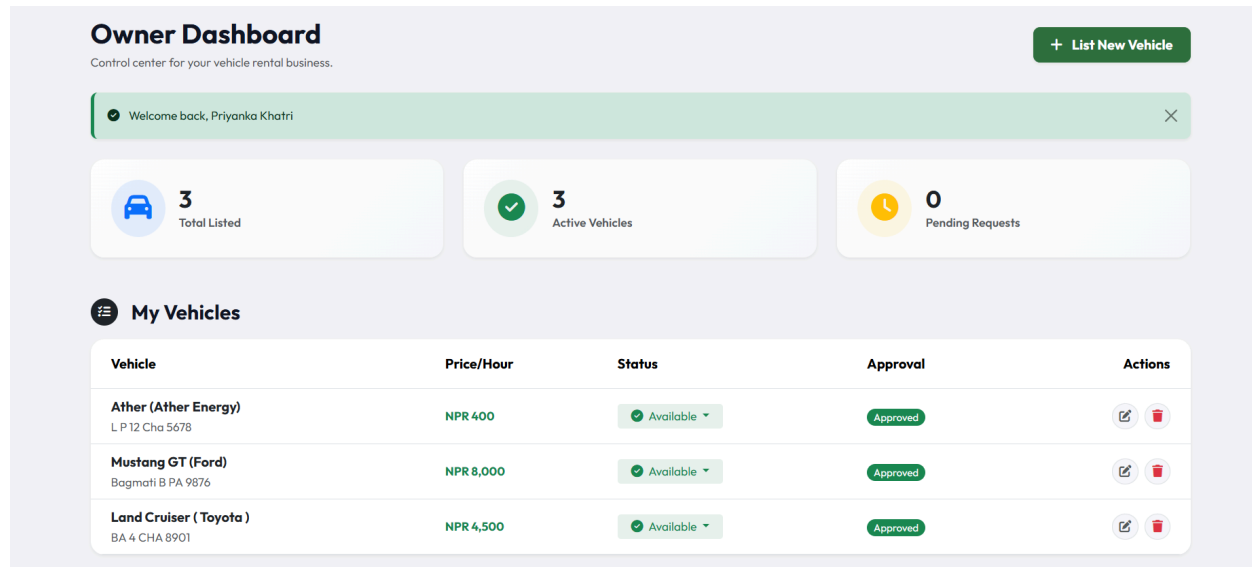 Owner Dashboard
Control center for your vehicle rental business.
+ List New Vehicle
Welcome back, Priyanka Khatri
3
Total Listed
3
Active Vehicles
0
Pending Requests
My Vehicles
Vehicle Price/Hour Status Approval Actions
Ather (Ather Energy)
L P 12 Cha 5678
NPR 400
Available
Approved
Mustang GT (Ford)
Bagmati B PA 9876
NPR 8,000
Available
Approved
Land Cruiser ( Toyota )
BA 4 CHA 8901
NPR 4,500
Available
Approved